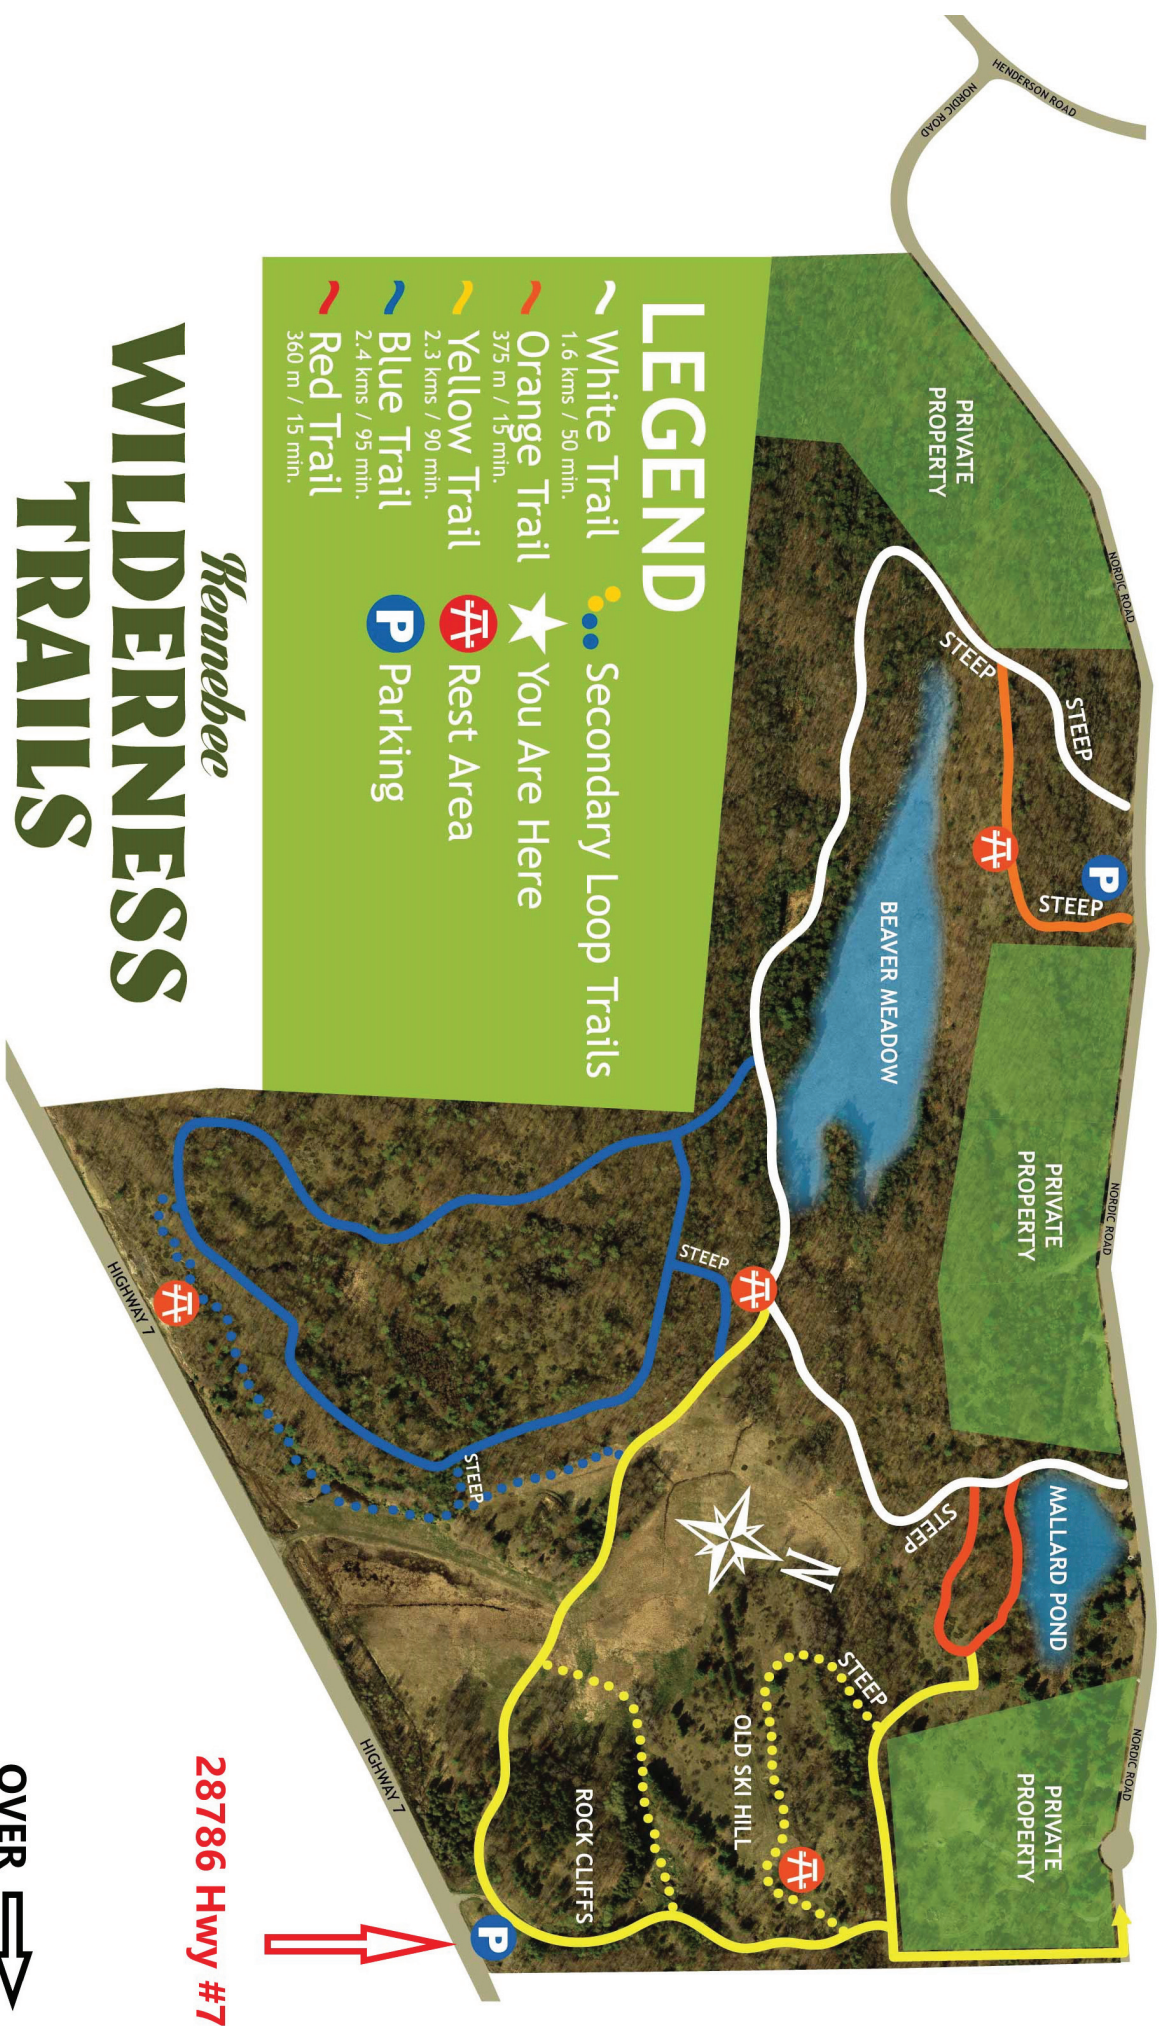 HENDERSON ROAD
NORDIC ROAD
NORDIC ROAD
PRIVATE
PROPERTY
STEEP
STEEP
P
STEEP
BEAVER MEADOW
PRIVATE
PROPERTY
NORDIC ROAD
MALLARD POND
STEEP
N
STEEP
OLD SKI HILL
PRIVATE
PROPERTY
NORDIC ROAD
ROCK CLIFFS
STEEP
STEEP
HIGHWAY 7
HIGHWAY 7
P
LEGEND
White Trail
1.6 kms / 50 min.
Orange Trail
375 m / 15 min.
Yellow Trail
2.3 kms / 90 min.
Blue Trail
2.4 kms / 95 min.
Red Trail
360 m / 15 min.
Secondary Loop Trails
You Are Here
Rest Area
P Parking
Kennebec
WILDERNESS
TRAILS
28786 Hwy #7
OVER